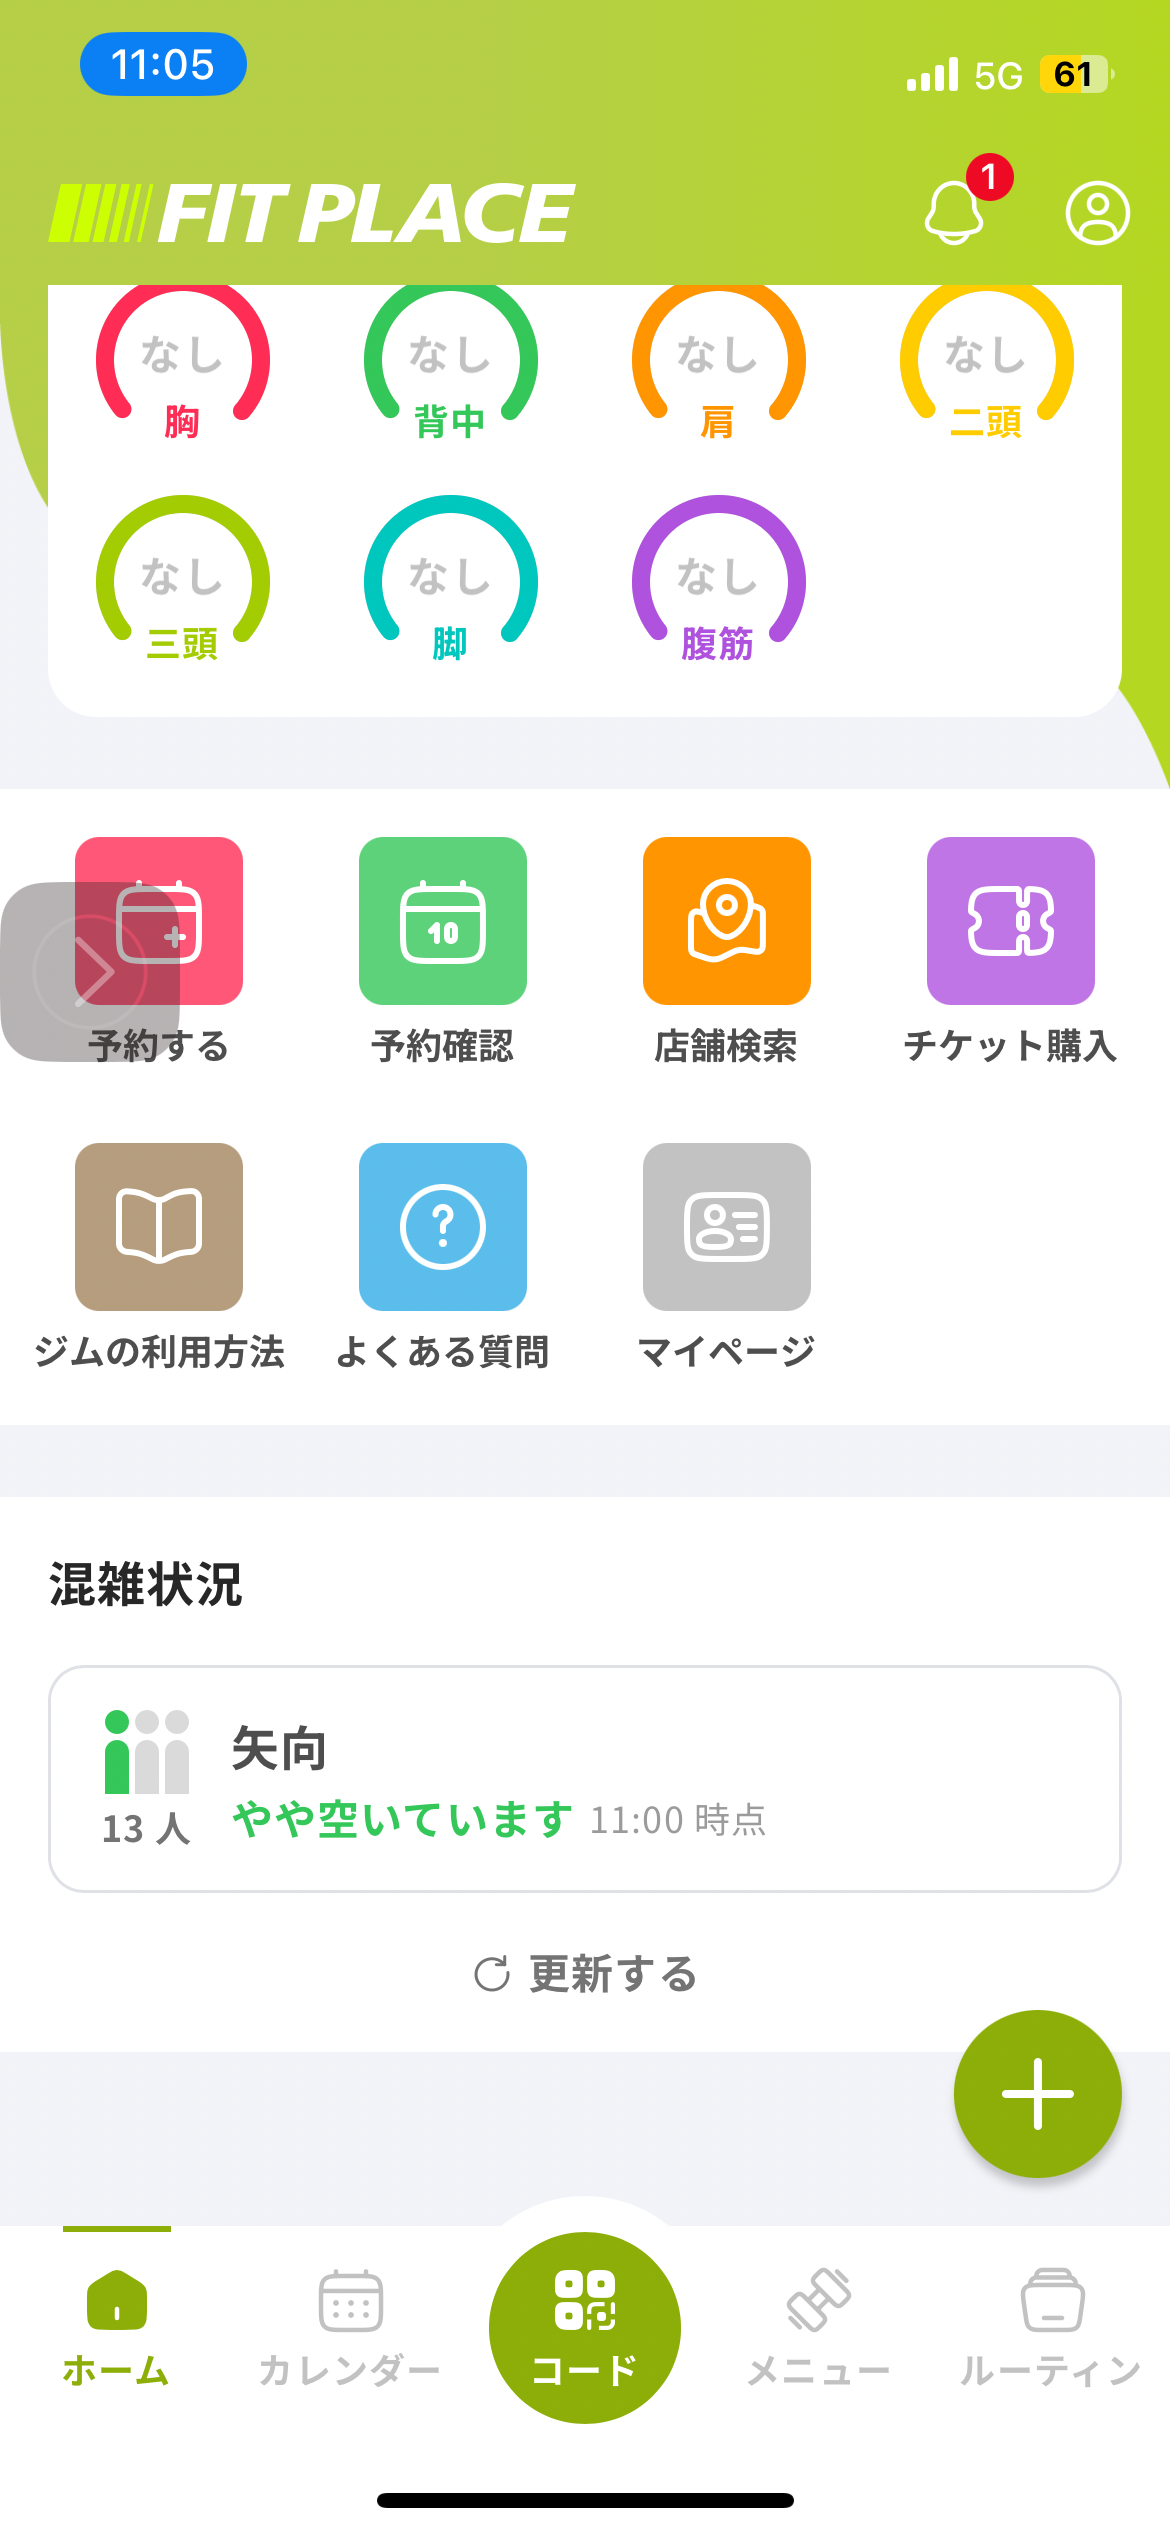 11:05
5G 61
FIT PLACE
1
なし なし なし なし
胸 背中 肩 二頭
なし なし なし
三頭 脚 腹筋
10
予約する 予約確認 店舗検索 チケット購入
?
ジムの利用方法 よくある質問 マイページ
混雑状況
矢向
13 人
やや空いています 11:00 時点
更新する
ホーム カレンダー コード メニュー ルーティン